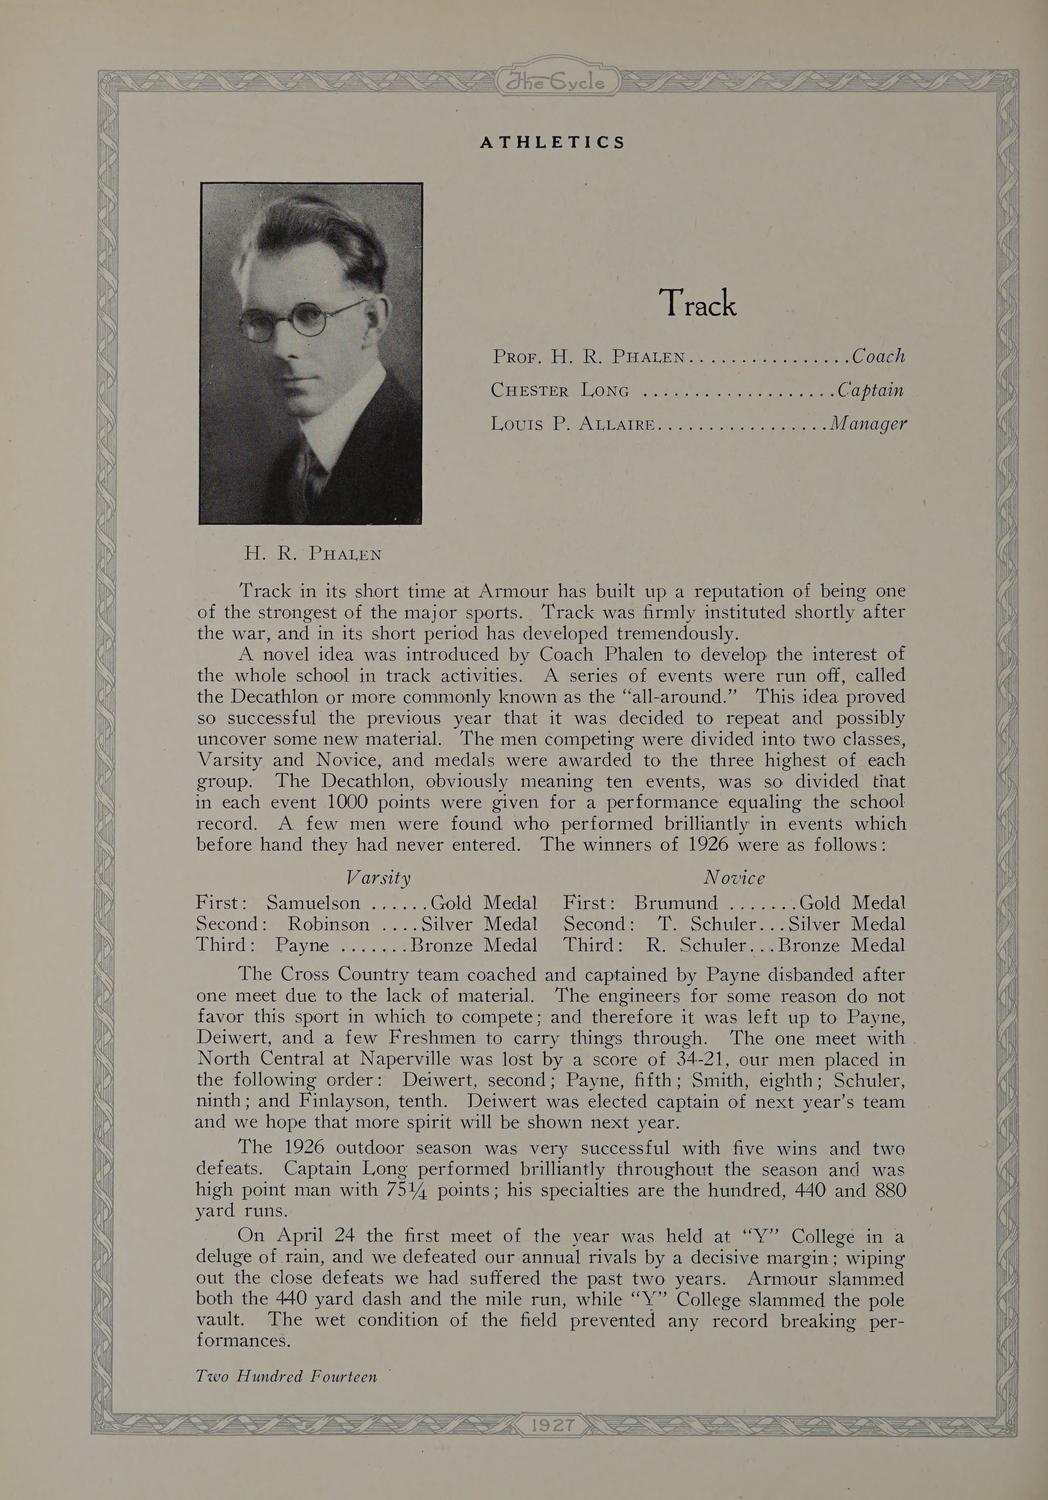 The Cycle
ATHLETICS
Track
PROF. H. R. PHALEN................Coach
CHESTER LONG ...................Captain
LOUIS P. ALLAIRE.................Manager
H. R. PHALEN
Track in its short time at Armour has built up a reputation of being one
of the strongest of the major sports. Track was firmly instituted shortly after
the war, and in its short period has developed tremendously.
A novel idea was introduced by Coach Phalen to develop the interest of
the whole school in track activities. A series of events were run off, called
the Decathlon or more commonly known as the “all-around.” This idea proved
so successful the previous year that it was decided to repeat and possibly
uncover some new material. The men competing were divided into two classes,
Varsity and Novice, and medals were awarded to the three highest of each
group. The Decathlon, obviously meaning ten events, was so divided that
in each event 1000 points were given for a performance equaling the school
record. A few men were found who performed brilliantly in events which
before hand they had never entered. The winners of 1926 were as follows:
Varsity Novice
First: Samuelson ......Gold Medal First: Brumund .......Gold Medal
Second: Robinson ....Silver Medal Second: T. Schuler...Silver Medal
Third: Payne .......Bronze Medal Third: R. Schuler...Bronze Medal
The Cross Country team coached and captained by Payne disbanded after
one meet due to the lack of material. The engineers for some reason do not
favor this sport in which to compete; and therefore it was left up to Payne,
Deiwert, and a few Freshmen to carry things through. The one meet with
North Central at Naperville was lost by a score of 34-21, our men placed in
the following order: Deiwert, second; Payne, fifth; Smith, eighth; Schuler,
ninth; and Finlayson, tenth. Deiwert was elected captain of next year’s team
and we hope that more spirit will be shown next year.
The 1926 outdoor season was very successful with five wins and two
defeats. Captain Long performed brilliantly throughout the season and was
high point man with 75¼ points; his specialties are the hundred, 440 and 880
yard runs.
On April 24 the first meet of the year was held at “Y” College in a
deluge of rain, and we defeated our annual rivals by a decisive margin; wiping
out the close defeats we had suffered the past two years. Armour slammed
both the 440 yard dash and the mile run, while “Y” College slammed the pole
vault. The wet condition of the field prevented any record breaking per-
formances.
Two Hundred Fourteen
1927